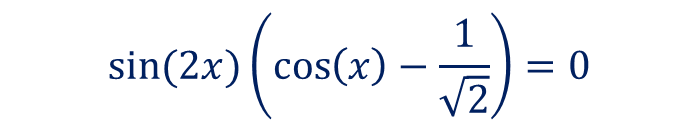 sin(2x) (cos(x) − 1/√2) = 0